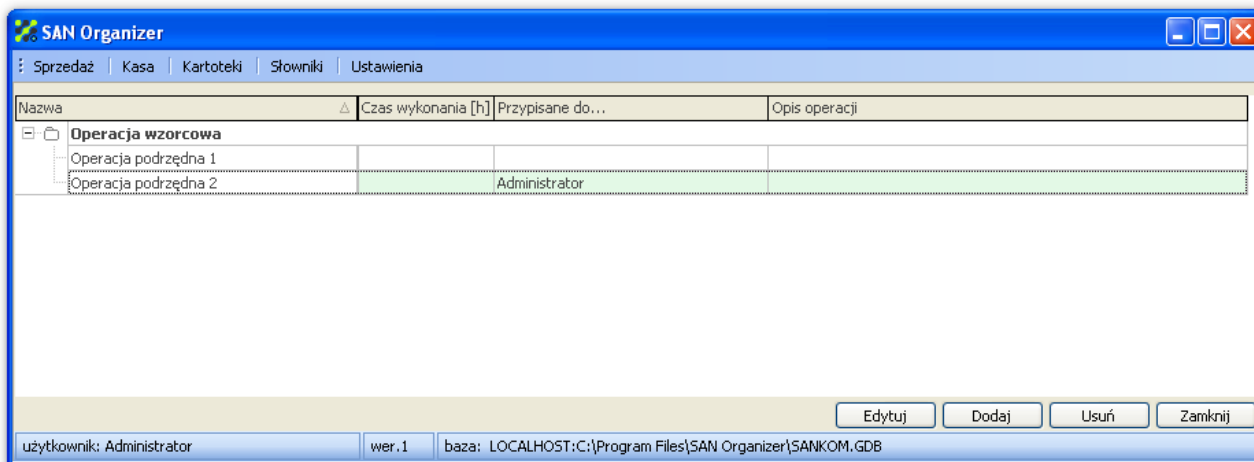 SAN Organizer
Sprzedaż Kasa Kartoteki Słowniki Ustawienia
Nazwa Czas wykonania [h] Przypisane do... Opis operacji
Operacja wzorcowa
Operacja podrzędna 1
Operacja podrzędna 2 Administrator
Edytuj Dodaj Usuń Zamknij
użytkownik: Administrator wer.1 baza: LOCALHOST:C:\Program Files\SAN Organizer\SANKOM.GDB